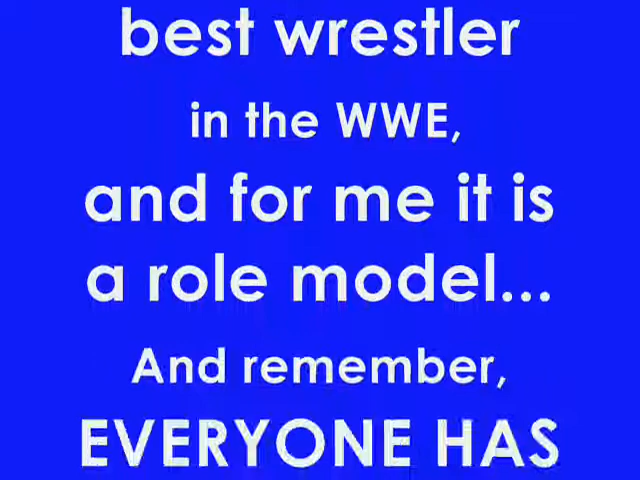 best wrestler
in the WWE,
and for me it is
a role model...
And remember,
EVERYONE HAS